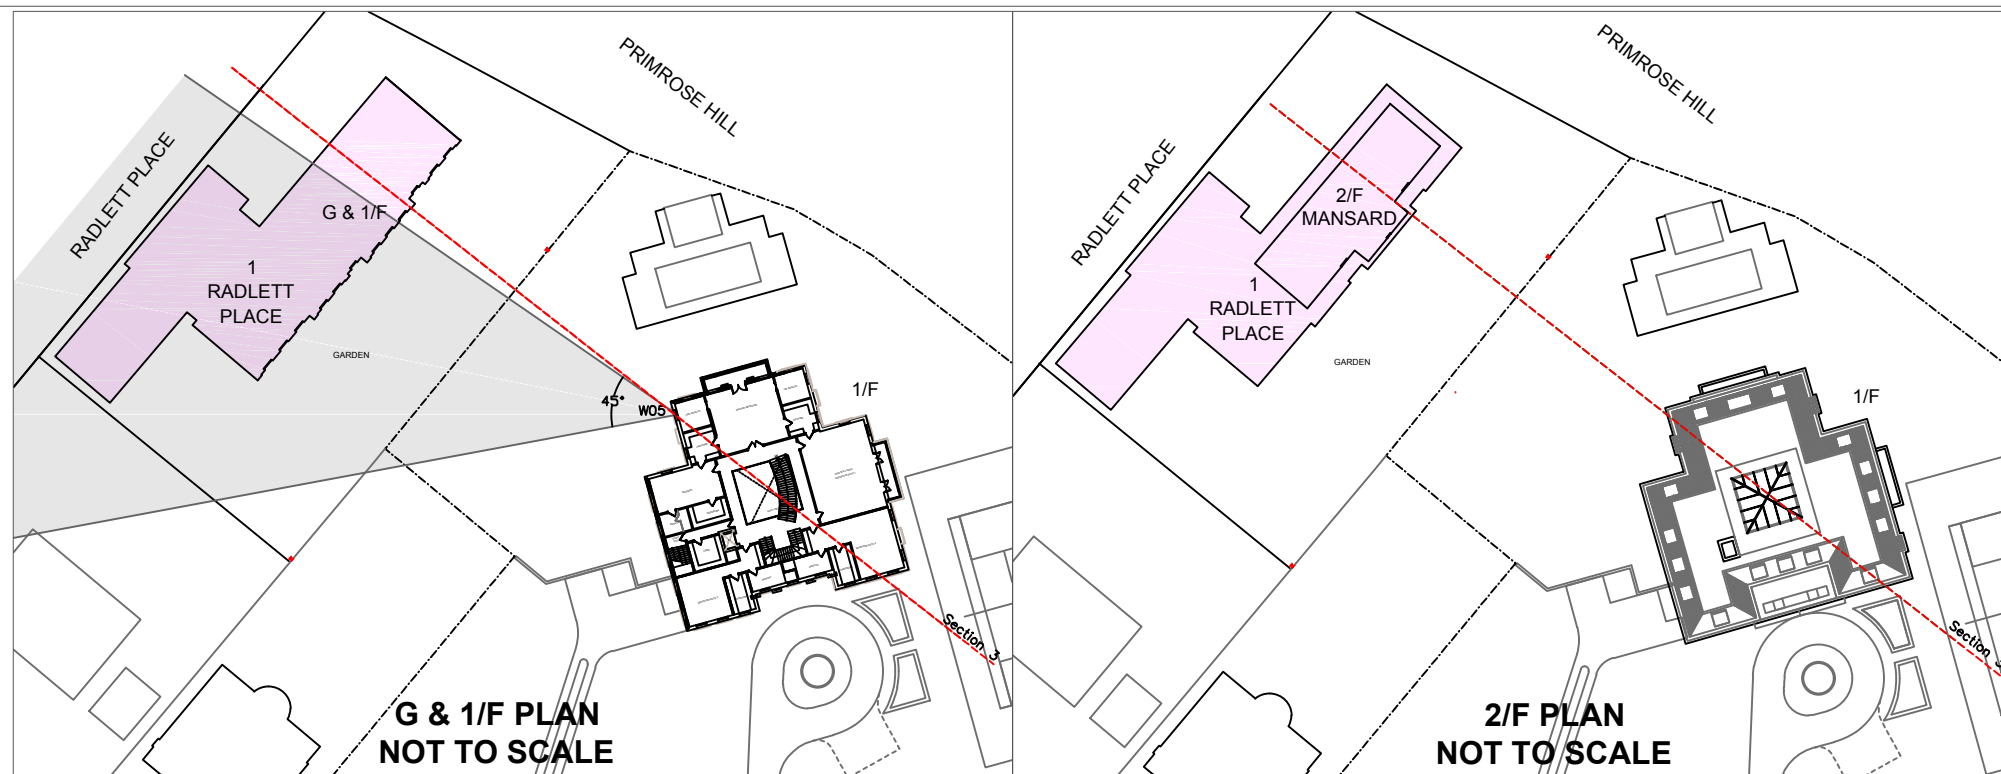 PRIMROSE HILL
RADLETT PLACE
G & 1/F
1
RADLETT
PLACE
GARDEN
45°
W05
1/F
Section 3
G & 1/F PLAN
NOT TO SCALE
PRIMROSE HILL
RADLETT PLACE
2/F
MANSARD
1
RADLETT
PLACE
GARDEN
1/F
Section
2/F PLAN
NOT TO SCALE